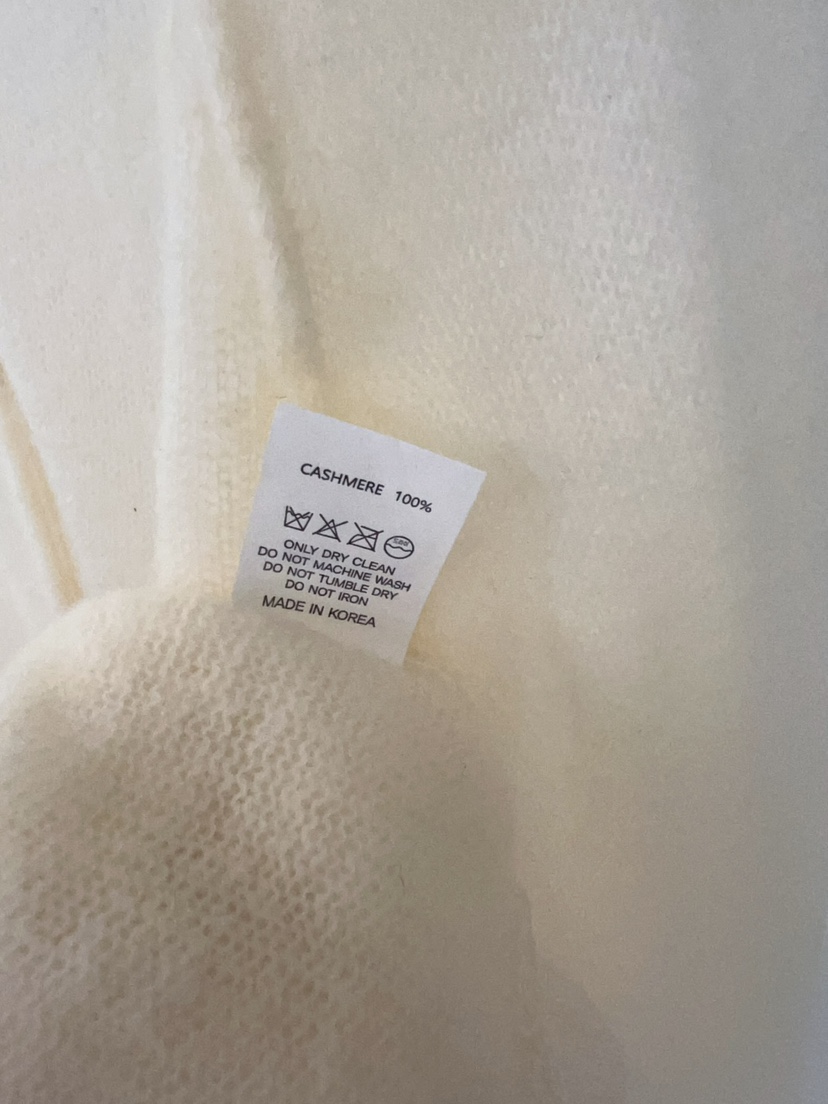 CASHMERE 100%
ONLY DRY CLEAN
DO NOT MACHINE WASH
DO NOT TUMBLE DRY
DO NOT IRON
MADE IN KOREA